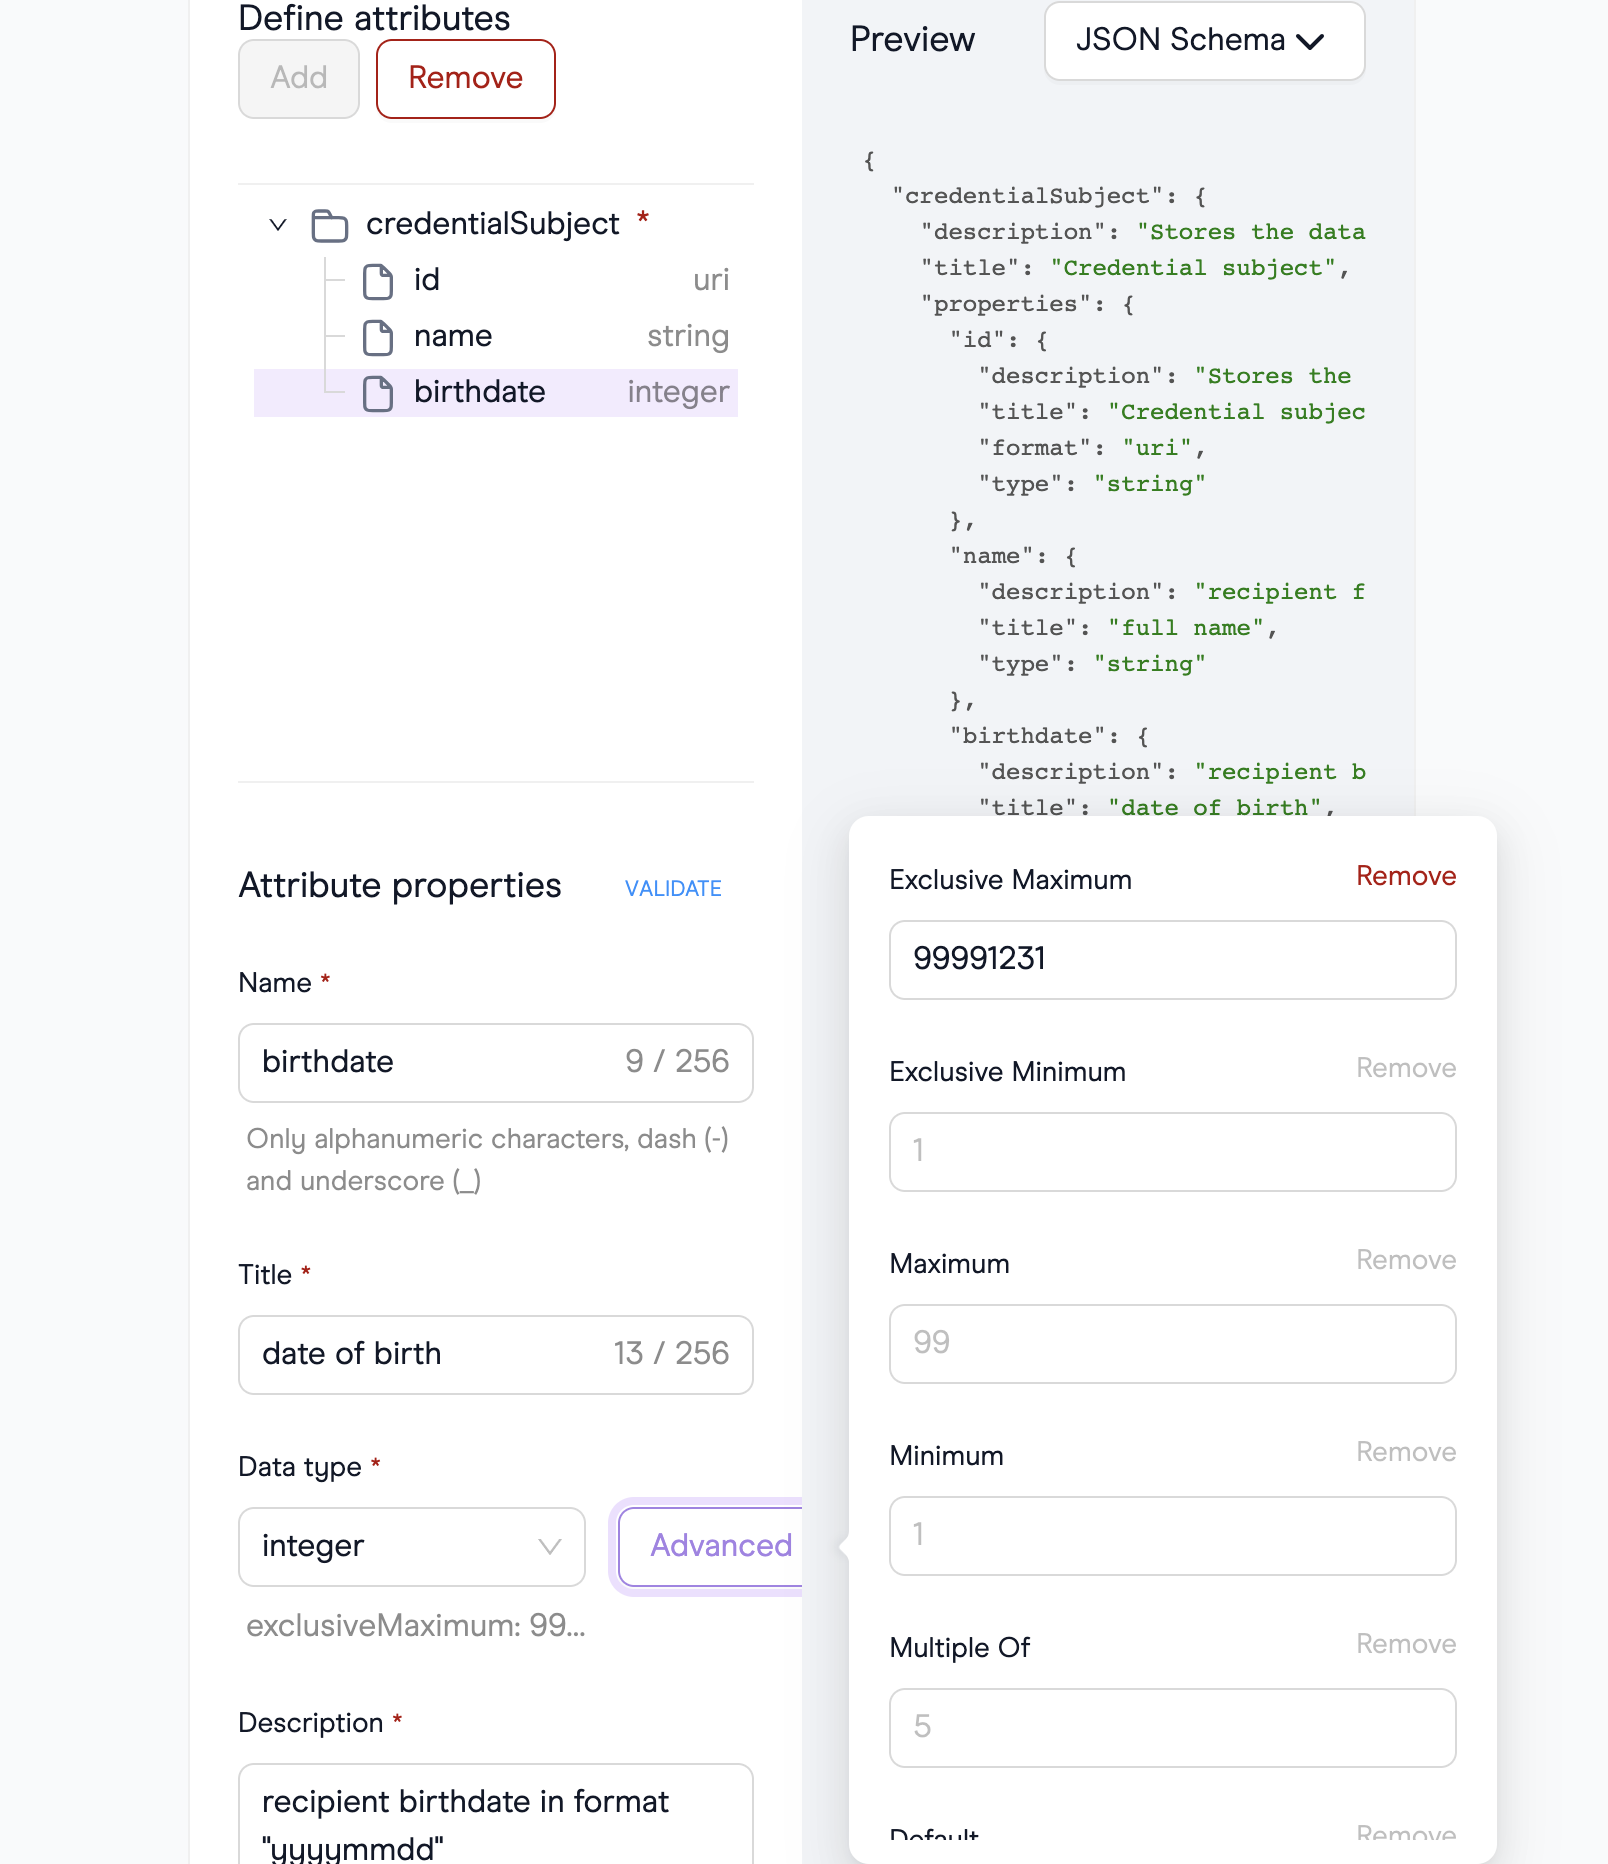 Define attributes
Add
Remove
credentialSubject *
id uri
name string
birthdate integer
Attribute properties
VALIDATE
Name *
birthdate 9 / 256
Only alphanumeric characters, dash (-)
and underscore (_)
Title *
date of birth 13 / 256
Data type *
integer
Advanced
exclusiveMaximum: 99...
Description *
recipient birthdate in format
"yyyymmdd"
Preview
JSON Schema
{
"credentialSubject": {
"description": "Stores the data
"title": "Credential subject",
"properties": {
"id": {
"description": "Stores the
"title": "Credential subjec
"format": "uri",
"type": "string"
},
"name": {
"description": "recipient f
"title": "full name",
"type": "string"
},
"birthdate": {
"description": "recipient b
"title": "date of birth",
Exclusive Maximum Remove
99991231
Exclusive Minimum Remove
1
Maximum Remove
99
Minimum Remove
1
Multiple Of Remove
5
Default Remove